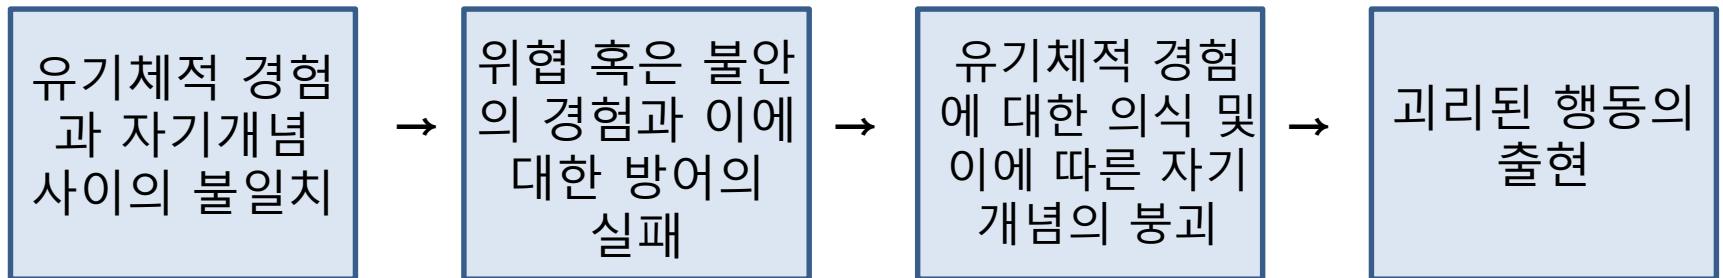 유기체적 경험
과 자기개념
사이의 불일치
→
위협 혹은 불안
의 경험과 이에
대한 방어의
실패
→
유기체적 경험
에 대한 의식 및
이에 따른 자기
개념의 붕괴
→
괴리된 행동의
출현